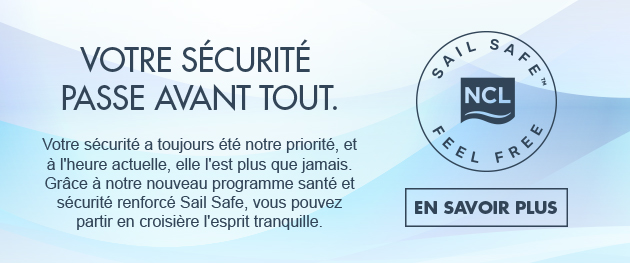 VOTRE SÉCURITÉ
PASSE AVANT TOUT.
Votre sécurité a toujours été notre priorité, et
à l'heure actuelle, elle l'est plus que jamais.
Grâce à notre nouveau programme santé et
sécurité renforcé Sail Safe, vous pouvez
partir en croisière l'esprit tranquille.
SAIL SAFE™
NCL
FEEL FREE
EN SAVOIR PLUS